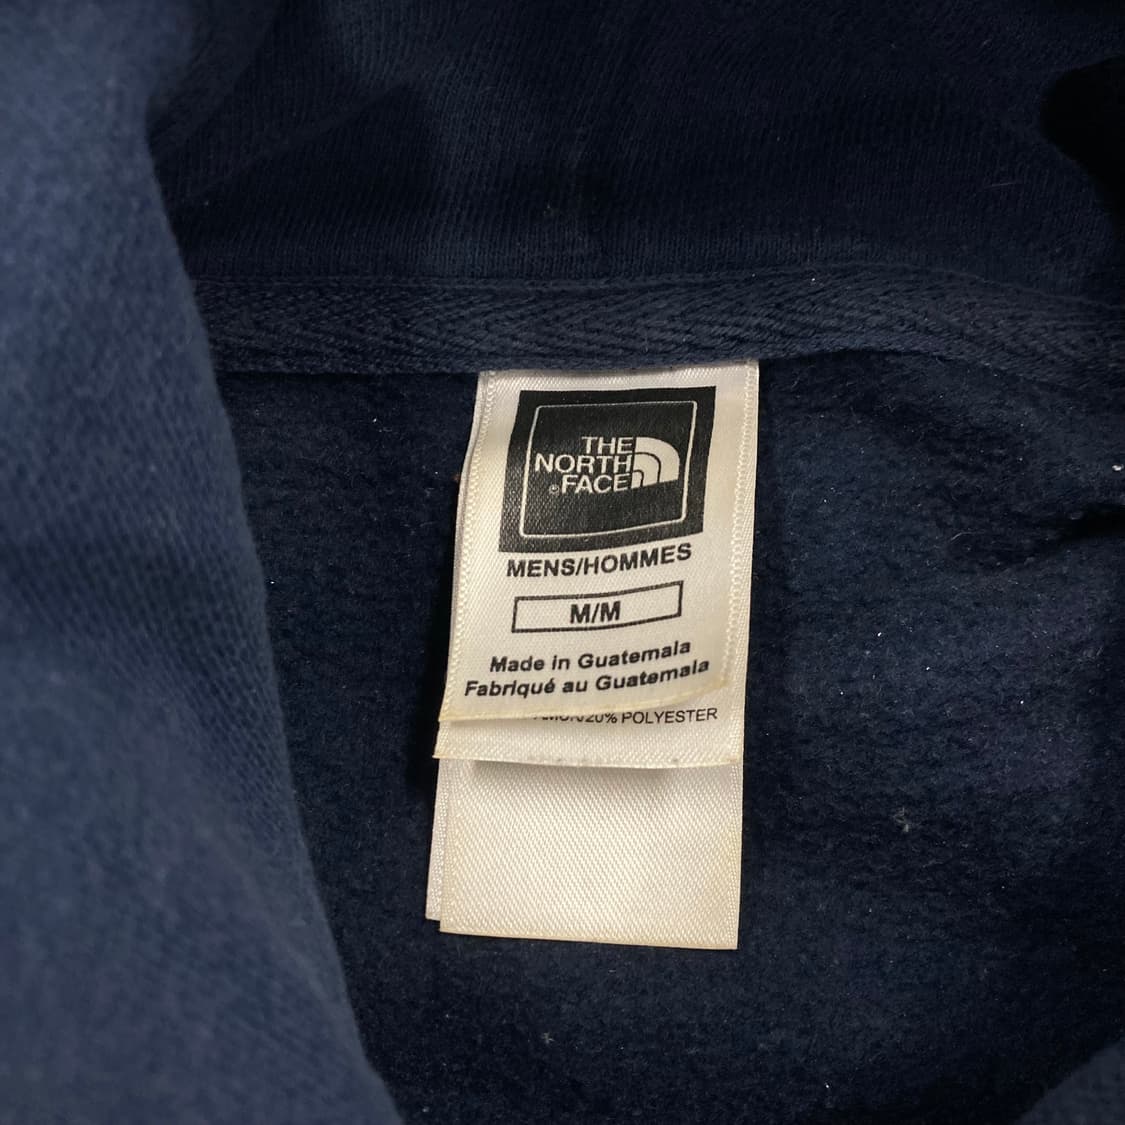 THE
NORTH
®FACE
MENS/HOMMES
M/M
Made in Guatemala
Fabriqué au Guatemala
20% POLYESTER